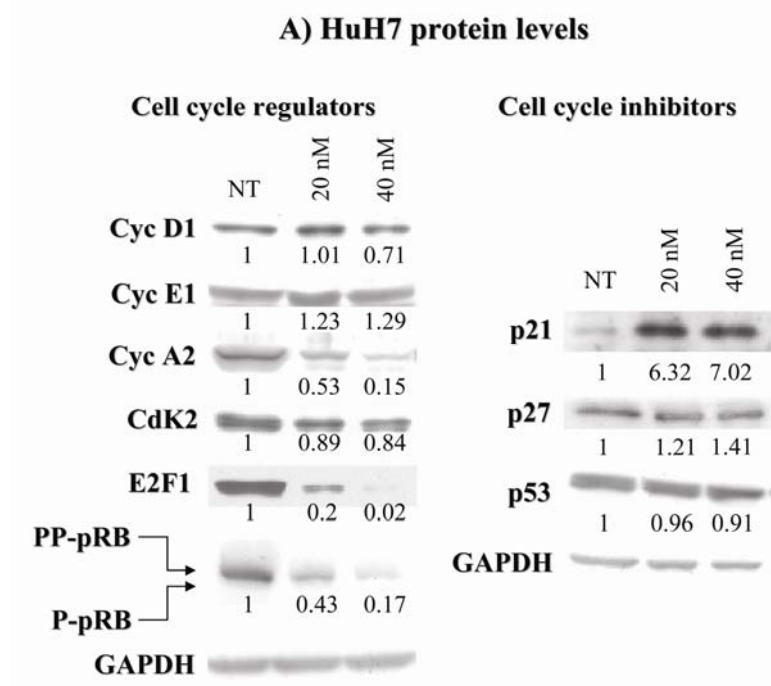 A) HuH7 protein levels
Cell cycle regulators
NT 20 nM 40 nM
Cyc D1
1 1.01 0.71
Cyc E1
1 1.23 1.29
Cyc A2
1 0.53 0.15
CdK2
1 0.89 0.84
E2F1
1 0.2 0.02
PP-pRB
1 0.43 0.17
P-pRB
GAPDH
Cell cycle inhibitors
NT 20 nM 40 nM
p21
1 6.32 7.02
p27
1 1.21 1.41
p53
1 0.96 0.91
GAPDH